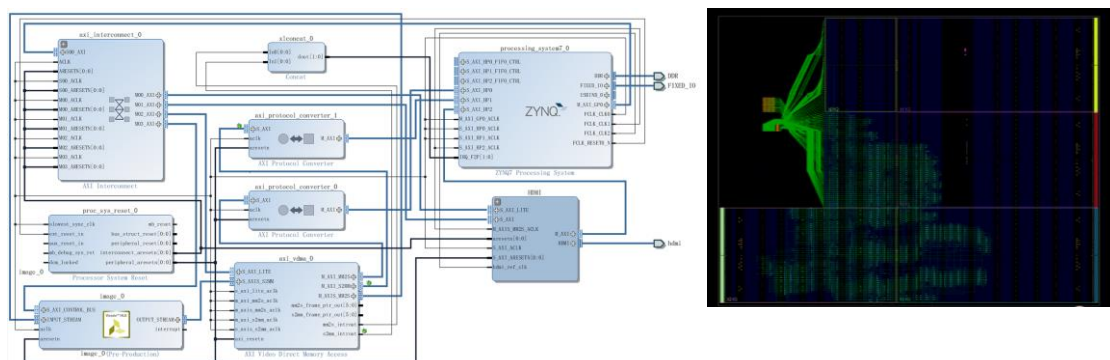 axi_interconnect_0
S00_AXI
ACLK
ARESETN[0:0]
S00_ACLK
S00_ARESETN[0:0]
M00_ACLK
M00_ARESETN[0:0]
M01_ACLK
M01_ARESETN[0:0]
M02_ACLK
M02_ARESETN[0:0]
M03_ACLK
M03_ARESETN[0:0]
M00_AXI
M01_AXI
M02_AXI
M03_AXI
AXI Interconnect
xlconcat_0
In0[0:0]
In1[0:0]
dout[1:0]
Concat
axi_protocol_converter_1
S_AXI
aclk
aresetn
M_AXI
AXI Protocol Converter
axi_protocol_converter_0
S_AXI
aclk
aresetn
M_AXI
AXI Protocol Converter
processing_system7_0
S_AXI_HP0_FIFO_CTRL
S_AXI_HP1_FIFO_CTRL
S_AXI_HP2_FIFO_CTRL
S_AXI_HP0
S_AXI_HP1
S_AXI_HP2
M_AXI_GP0_ACLK
S_AXI_HP0_ACLK
S_AXI_HP1_ACLK
S_AXI_HP2_ACLK
IRQ_F2P[1:0]
ZYNQ
DDR
FIXED_IO
USBIND_0
M_AXI_GP0
FCLK_CLK0
FCLK_CLK1
FCLK_CLK2
FCLK_RESET0_N
ZYNQ7 Processing System
DDR
FIXED_IO
proc_sys_reset_0
slowest_sync_clk
ext_reset_in
aux_reset_in
mb_debug_sys_rst
dcm_locked
mb_reset
bus_struct_reset[0:0]
peripheral_reset[0:0]
interconnect_aresetn[0:0]
peripheral_aresetn[0:0]
Processor System Reset
HDMI
S_AXI_LITE
S_AXI
M_AXIS_MM2S_ACLK
aresetn[0:0]
S_AXI_ACLK
S_AXI_ARESETN[0:0]
hdmi_ref_clk
M_AXI
HDMI
hdmi
image_0
image_0
S_AXI_CONTROL_BUS
INPUT_STREAM
aclk
aresetn
OUTPUT_STREAM
interrupt
image_0 (Pre-Production)
axi_vdma_0
S_AXI_LITE
S_AXIS_S2MM
s_axi_lite_aclk
m_axi_mm2s_aclk
m_axis_mm2s_aclk
m_axi_s2mm_aclk
s_axis_s2mm_aclk
axi_resetn
M_AXI_MM2S
M_AXI_S2MM
M_AXIS_MM2S
mm2s_frame_ptr_out[5:0]
s2mm_frame_ptr_out[5:0]
mm2s_introut
s2mm_introut
AXI Video Direct Memory Access